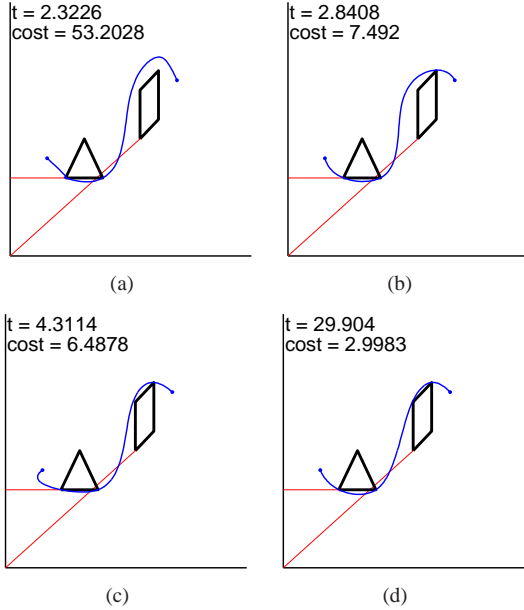 t = 2.3226
cost = 53.2028
(a)
t = 2.8408
cost = 7.492
(b)
t = 4.3114
cost = 6.4878
(c)
t = 29.904
cost = 2.9983
(d)